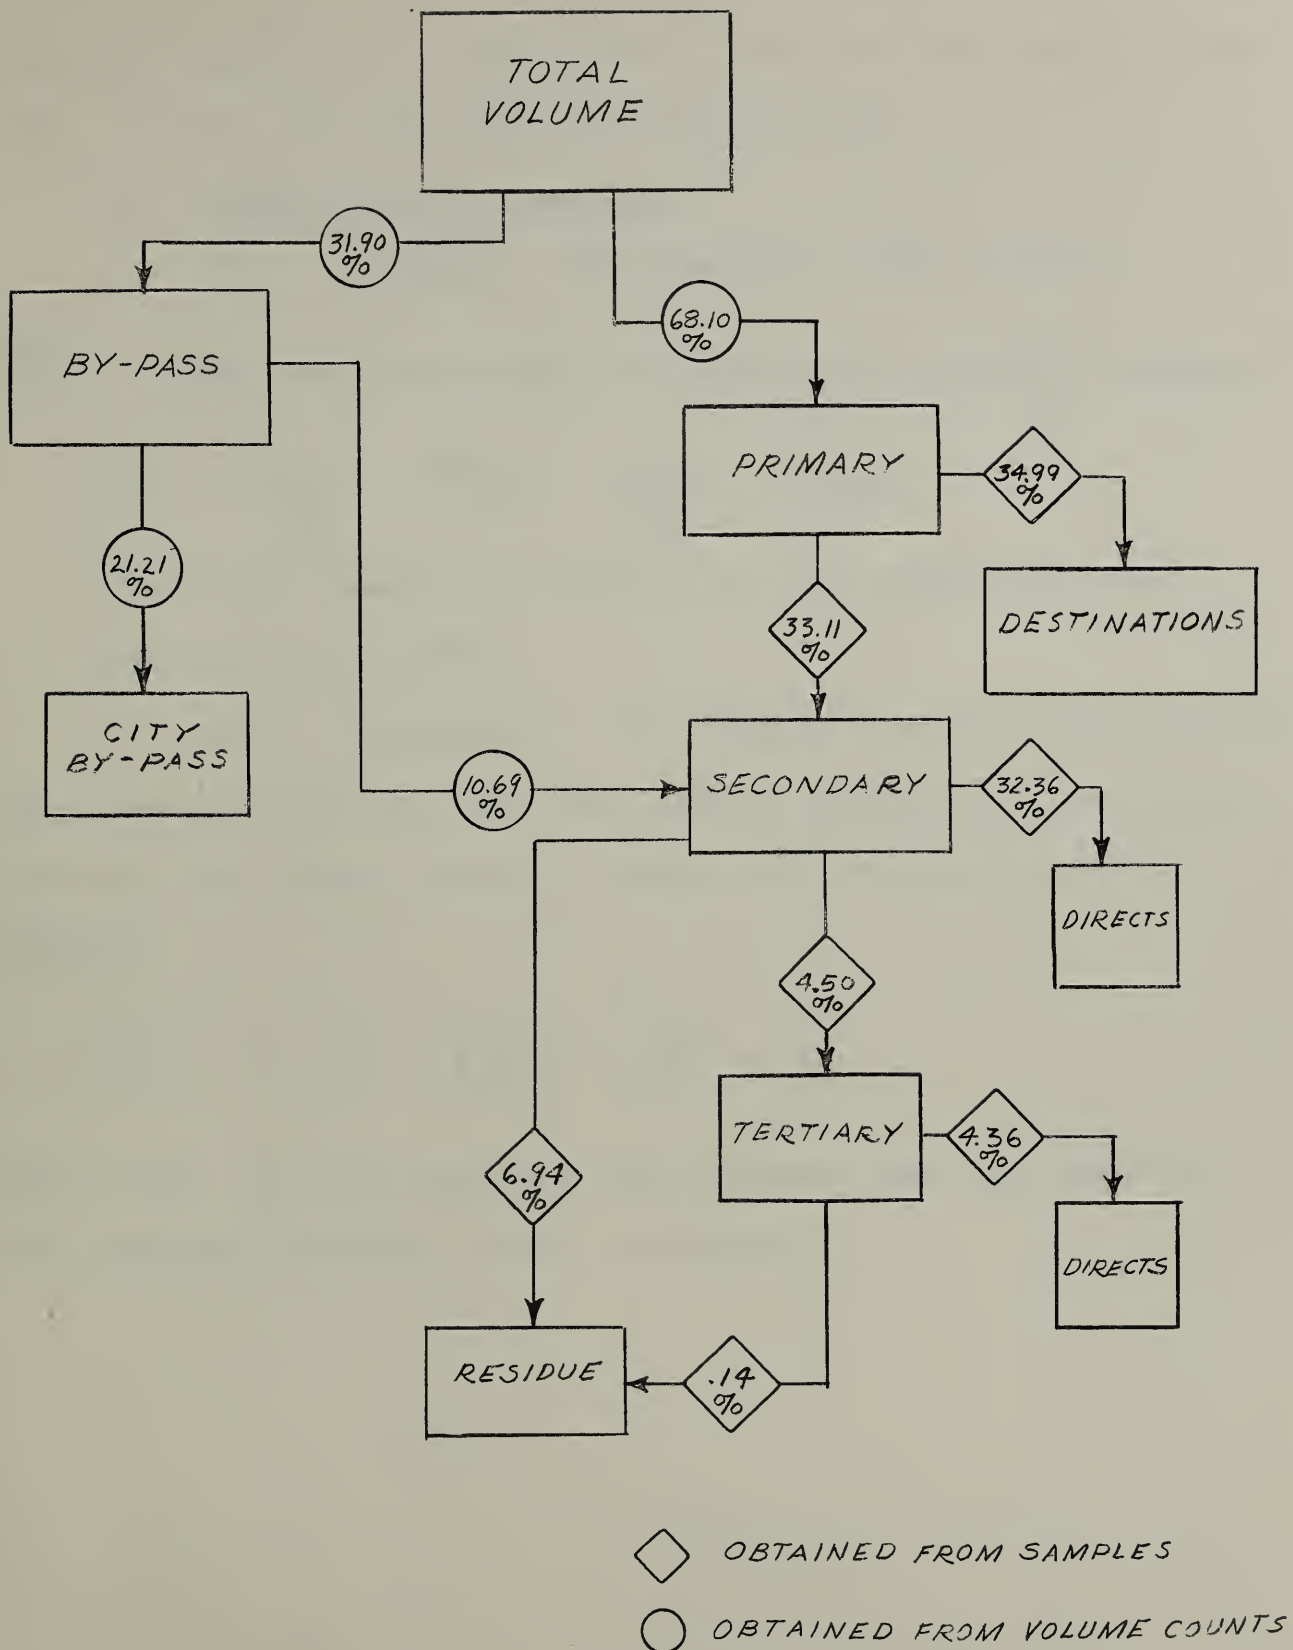 TOTAL
VOLUME
31.90
%
68.10
%
BY-PASS
PRIMARY
34.99
%
21.21
%
33.11
%
DESTINATIONS
CITY
BY-PASS
10.69
%
SECONDARY
32.36
%
DIRECTS
4.50
%
TERTIARY
4.36
%
6.94
%
DIRECTS
RESIDUE
.14
%
OBTAINED FROM SAMPLES
OBTAINED FROM VOLUME COUNTS